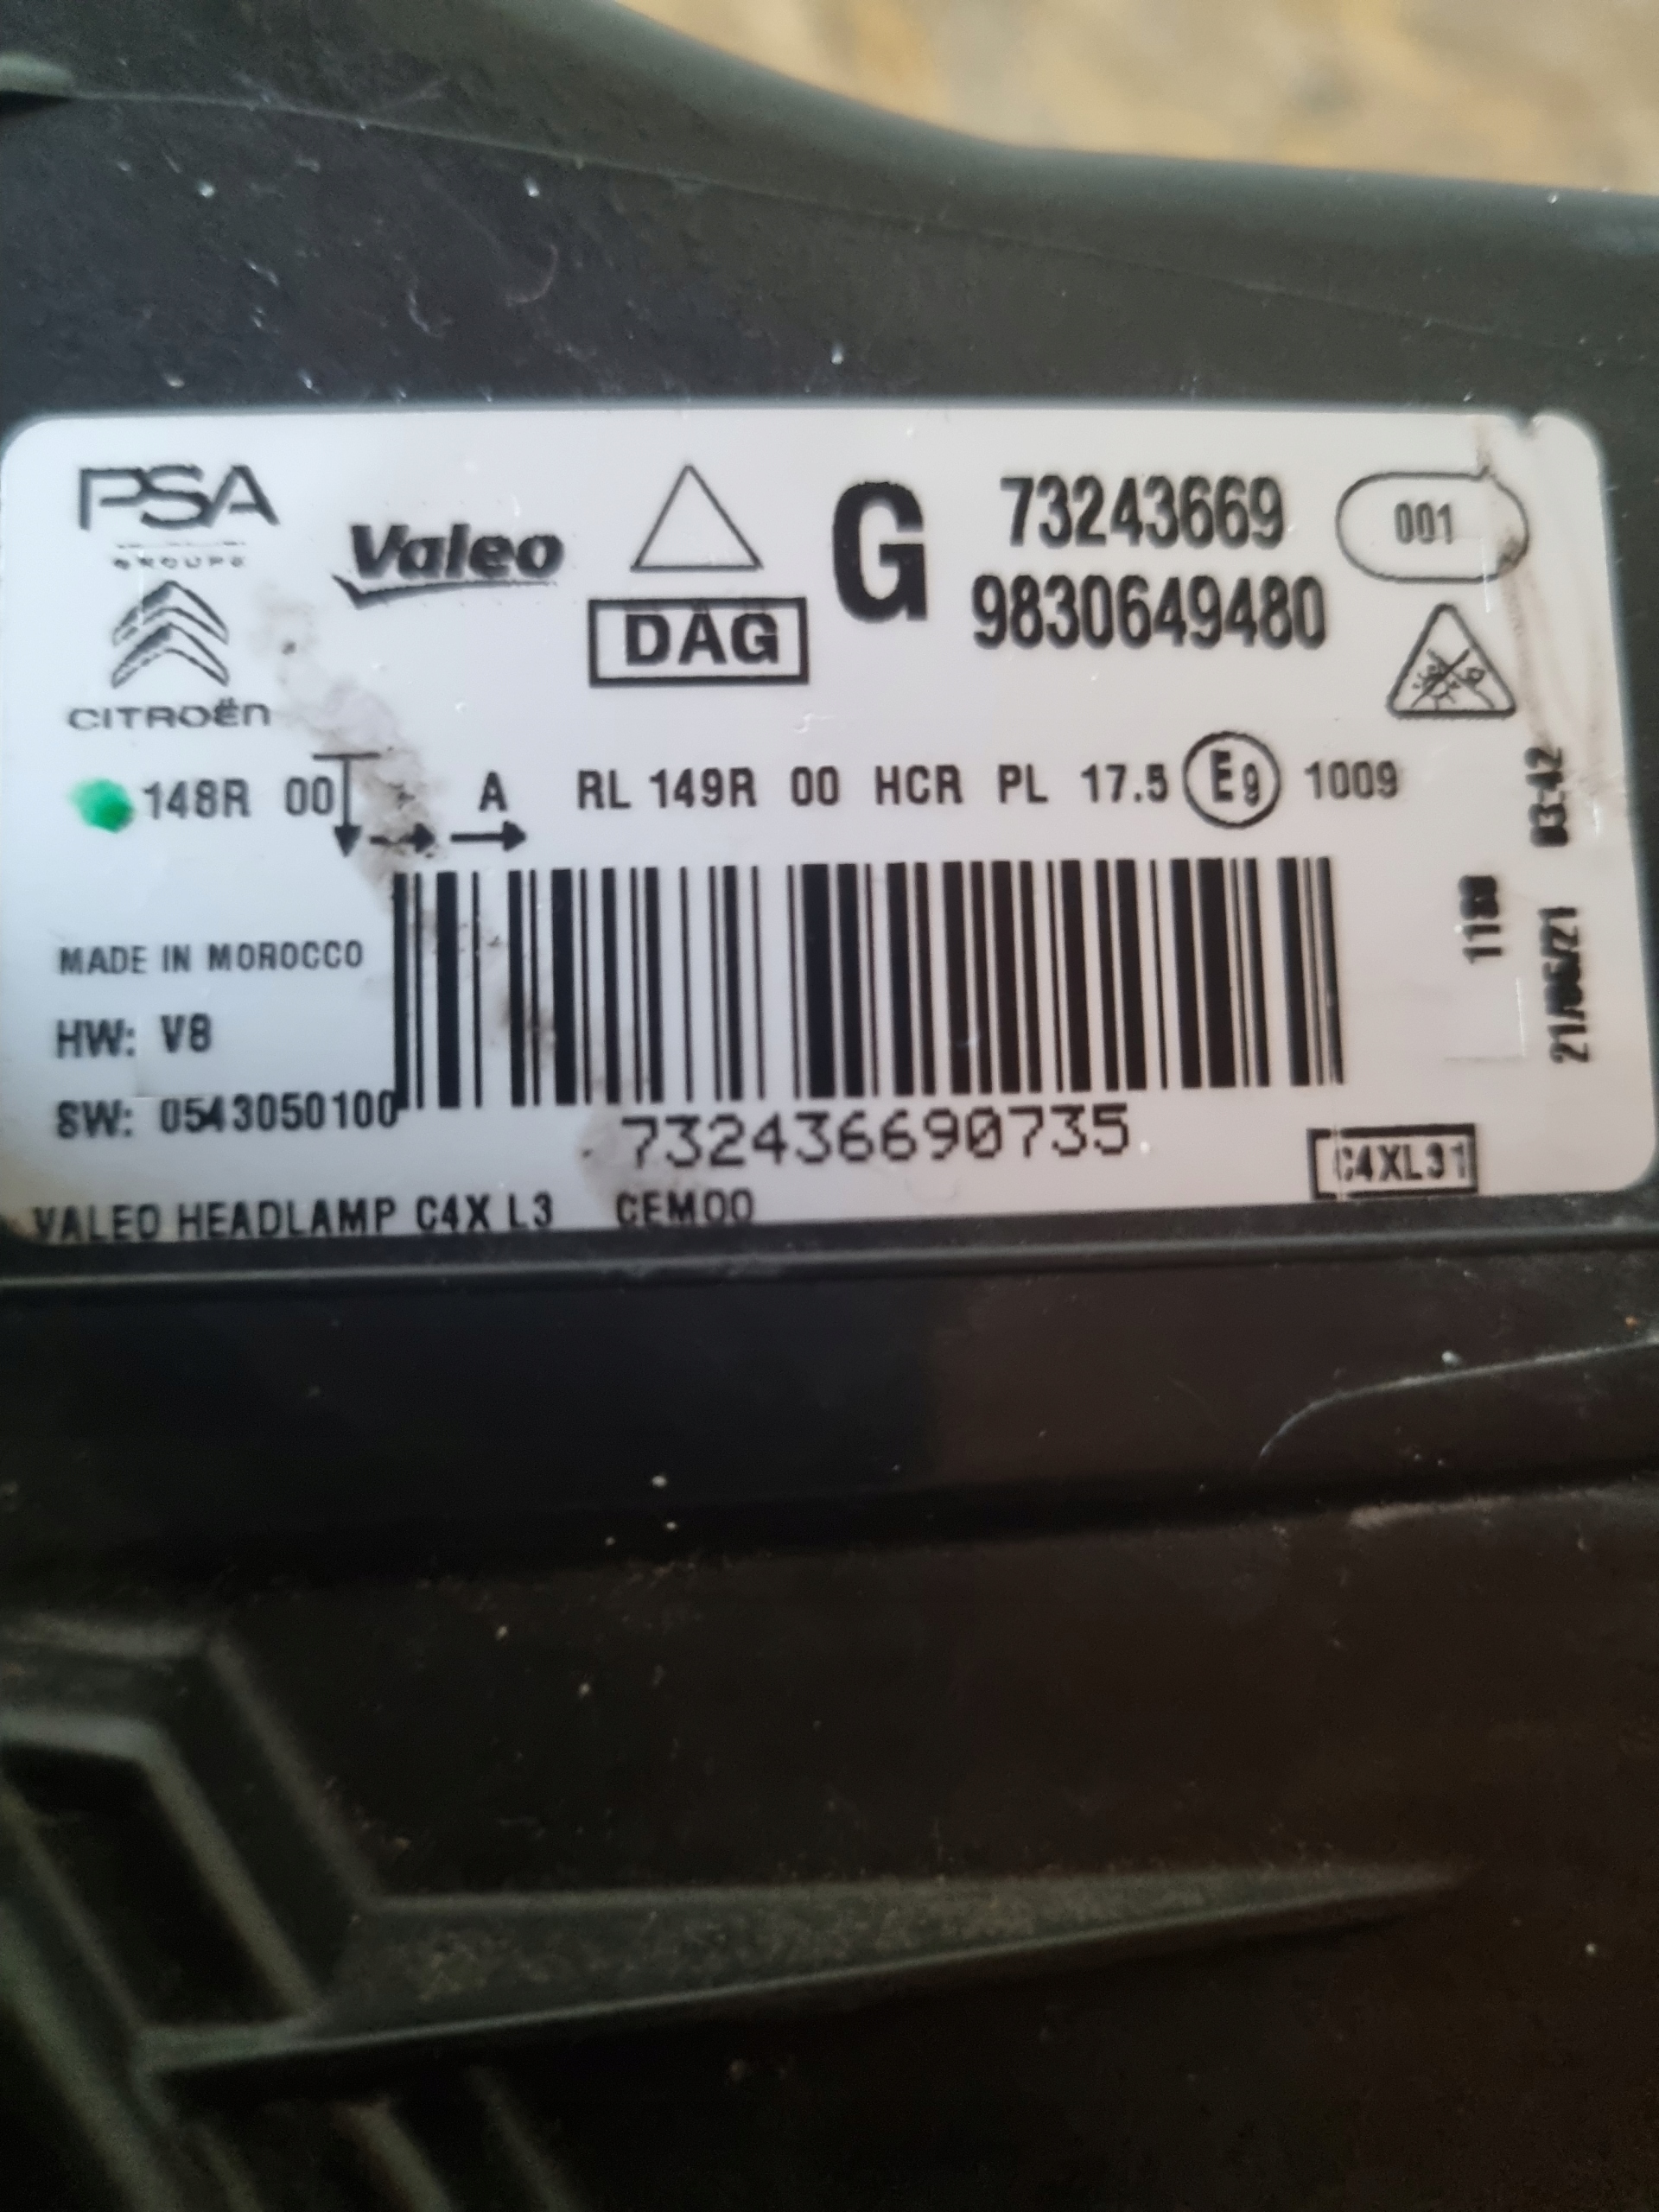 PSA
GROUPE
Valeo
CITROËN
DAG
G
73243669
9830649480
001
148R 00 A RL 149R 00 HCR PL 17.5 E9 1009
MADE IN MOROCCO
HW: V8
SW: 0543050100
732436690735
C4XL31
VALEO HEADLAMP C4X L3 CEM00